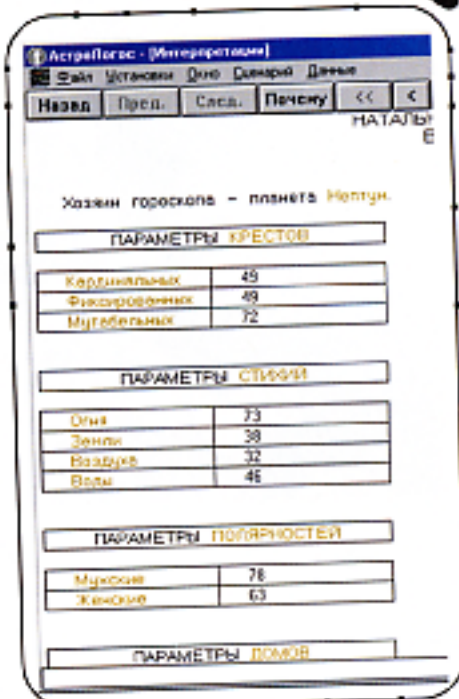 АстроЛогос - [Интерпретации]
Файл Установки Окно Сценарий Данные
Назад Пред. След. Почему << <
НАТАЛЬН
Хозяин гороскопа - планета Нептун.
ПАРАМЕТРЫ КРЕСТОВ
Кардинальных 49
Фиксированных 49
Мутабельных 72
ПАРАМЕТРЫ СТИХИЙ
Огня 73
Земли 38
Воздуха 32
Воды 46
ПАРАМЕТРЫ ПОЛЯРНОСТЕЙ
Мужские 78
Женские 63
ПАРАМЕТРЫ ДОМОВ